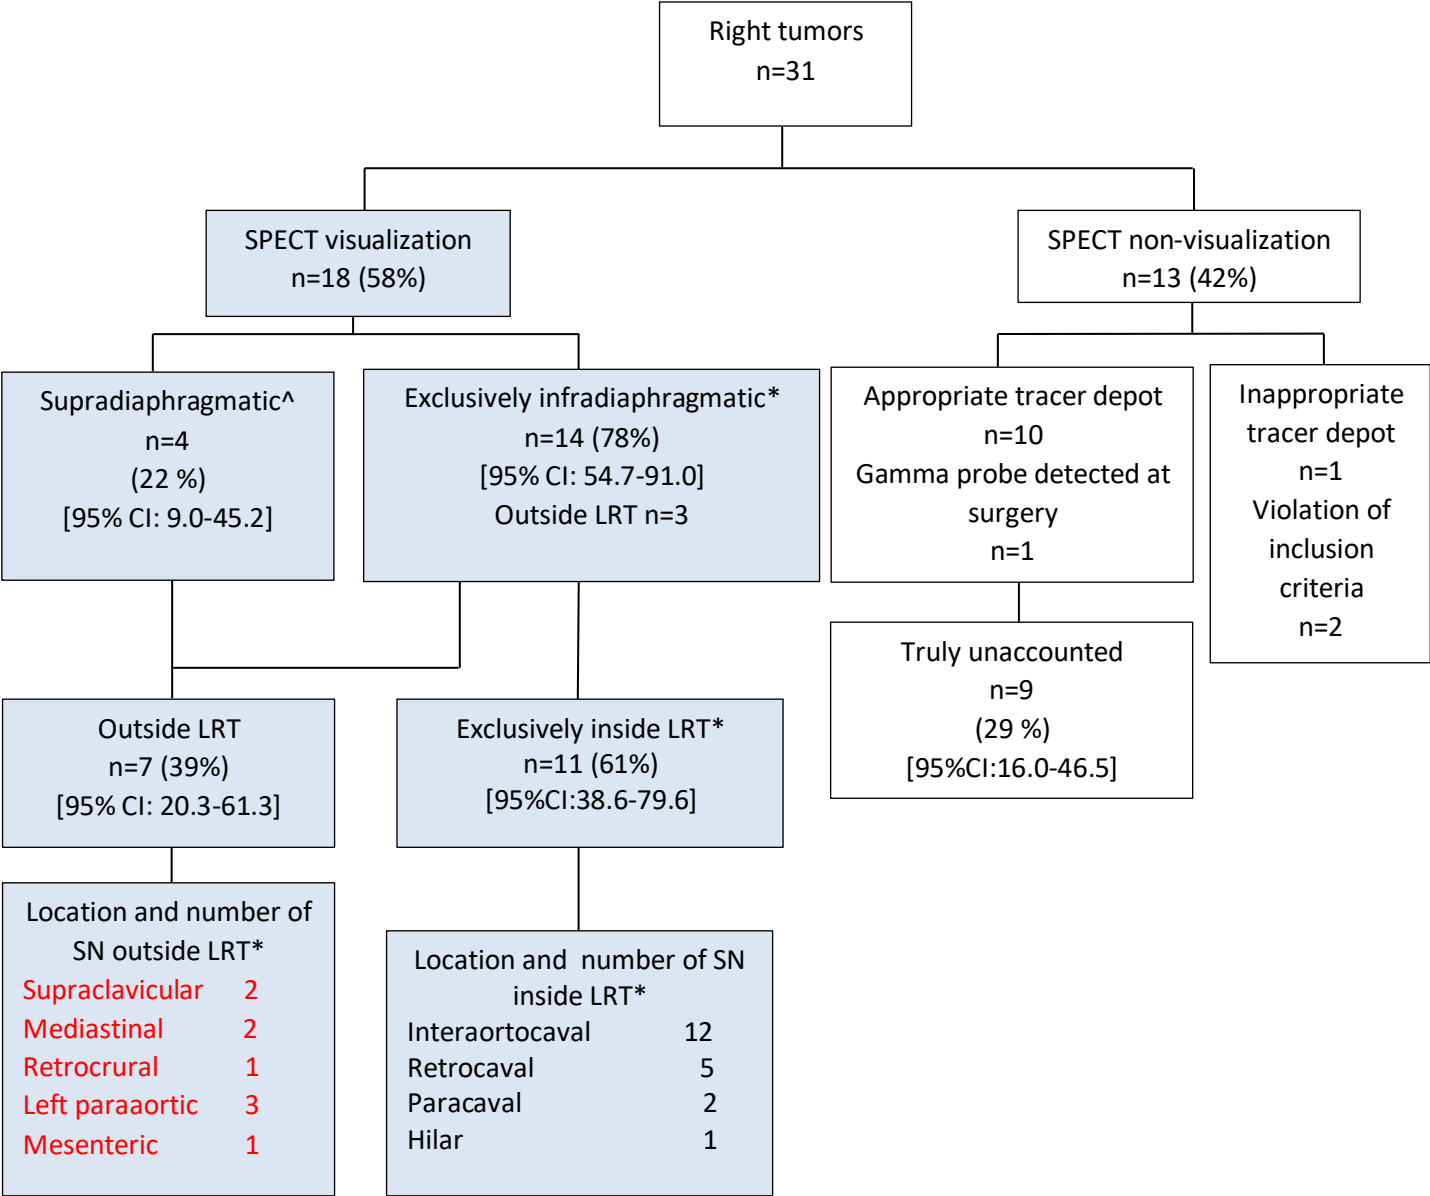 Right tumors
n=31
SPECT visualization
n=18 (58%)
SPECT non-visualization
n=13 (42%)
Supradiaphragmatic^
n=4
(22 %)
[95% CI: 9.0-45.2]
Exclusively infradiaphragmatic*
n=14 (78%)
[95% CI: 54.7-91.0]
Outside LRT n=3
Appropriate tracer depot
n=10
Gamma probe detected at
surgery
n=1
Inappropriate
tracer depot
n=1
Violation of
inclusion
criteria
n=2
Truly unaccounted
n=9
(29 %)
[95%CI:16.0-46.5]
Outside LRT
n=7 (39%)
[95% CI: 20.3-61.3]
Exclusively inside LRT*
n=11 (61%)
[95%CI:38.6-79.6]
Location and number of
SN outside LRT*
Supraclavicular 2
Mediastinal 2
Retrocrural 1
Left paraaortic 3
Mesenteric 1
Location and number of SN
inside LRT*
Interaortocaval 12
Retrocaval 5
Paracaval 2
Hilar 1